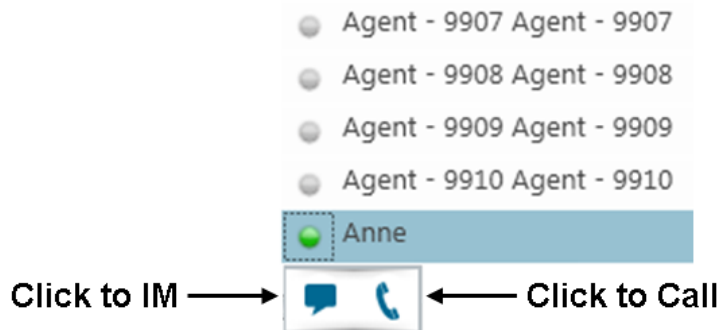 Agent - 9907 Agent - 9907
Agent - 9908 Agent - 9908
Agent - 9909 Agent - 9909
Agent - 9910 Agent - 9910
Anne
Click to IM
Click to Call